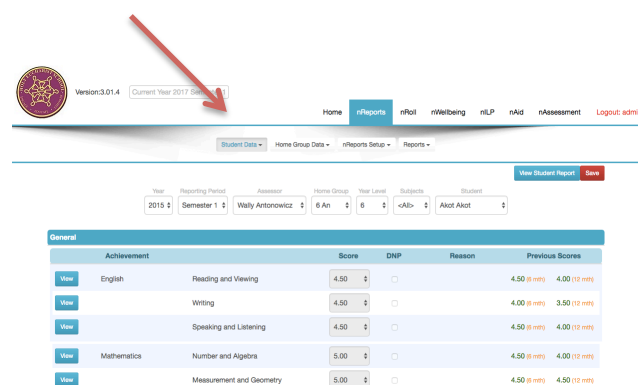 Version:3.01.4 Current Year 2017 Sem 1
Home nReports nRoll nWellbeing nILP nAid nAssessment Logout: admi
Student Data Home Group Data nReports Setup Reports
View Student Report Save
Year Reporting Period Assessor Home Group Year Level Subjects Student
2015 Semester 1 Wally Antonowicz 6 An 6 <All> Akot Akot
General
Achievement Score DNP Reason Previous Scores
View English Reading and Viewing 4.50 4.50 (6 mth) 4.00 (12 mth)
View Writing 4.50 4.00 (6 mth) 3.50 (12 mth)
View Speaking and Listening 4.50 4.50 (6 mth) 4.00 (12 mth)
View Mathematics Number and Algebra 5.00 4.50 (6 mth) 4.00 (12 mth)
View Measurement and Geometry 5.00 4.50 (6 mth) 4.50 (12 mth)